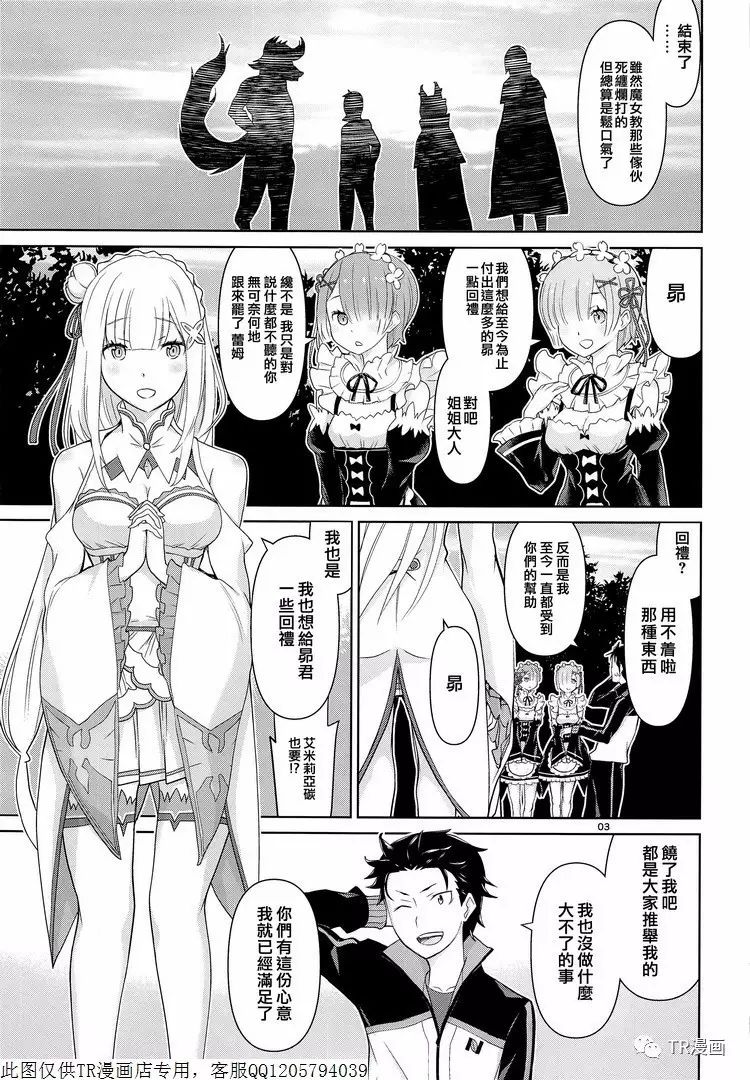 結束了
……
雖然魔女教那些傢伙
死纏爛打的
但總算是鬆口氣了
昴
我們想給至今為止
付出這麼多的昴
一點回禮
對吧
姐姐大人
纔不是 我只是對
說什麼都不聽的你
無可奈何地
跟來罷了 蕾姆
回禮？
用不着啦
那種東西
反而是我
至今一直都受到
你們的幫助
昴
我也是
我也想給昴君
一些回禮
艾米莉亞碳
也要!?
03
饒了我吧
都是大家推舉我的
我也沒做什麼
大不了的事
你們有這份心意
我就已經滿足了
TR漫画
此图仅供TR漫画店专用，客服QQ1205794039